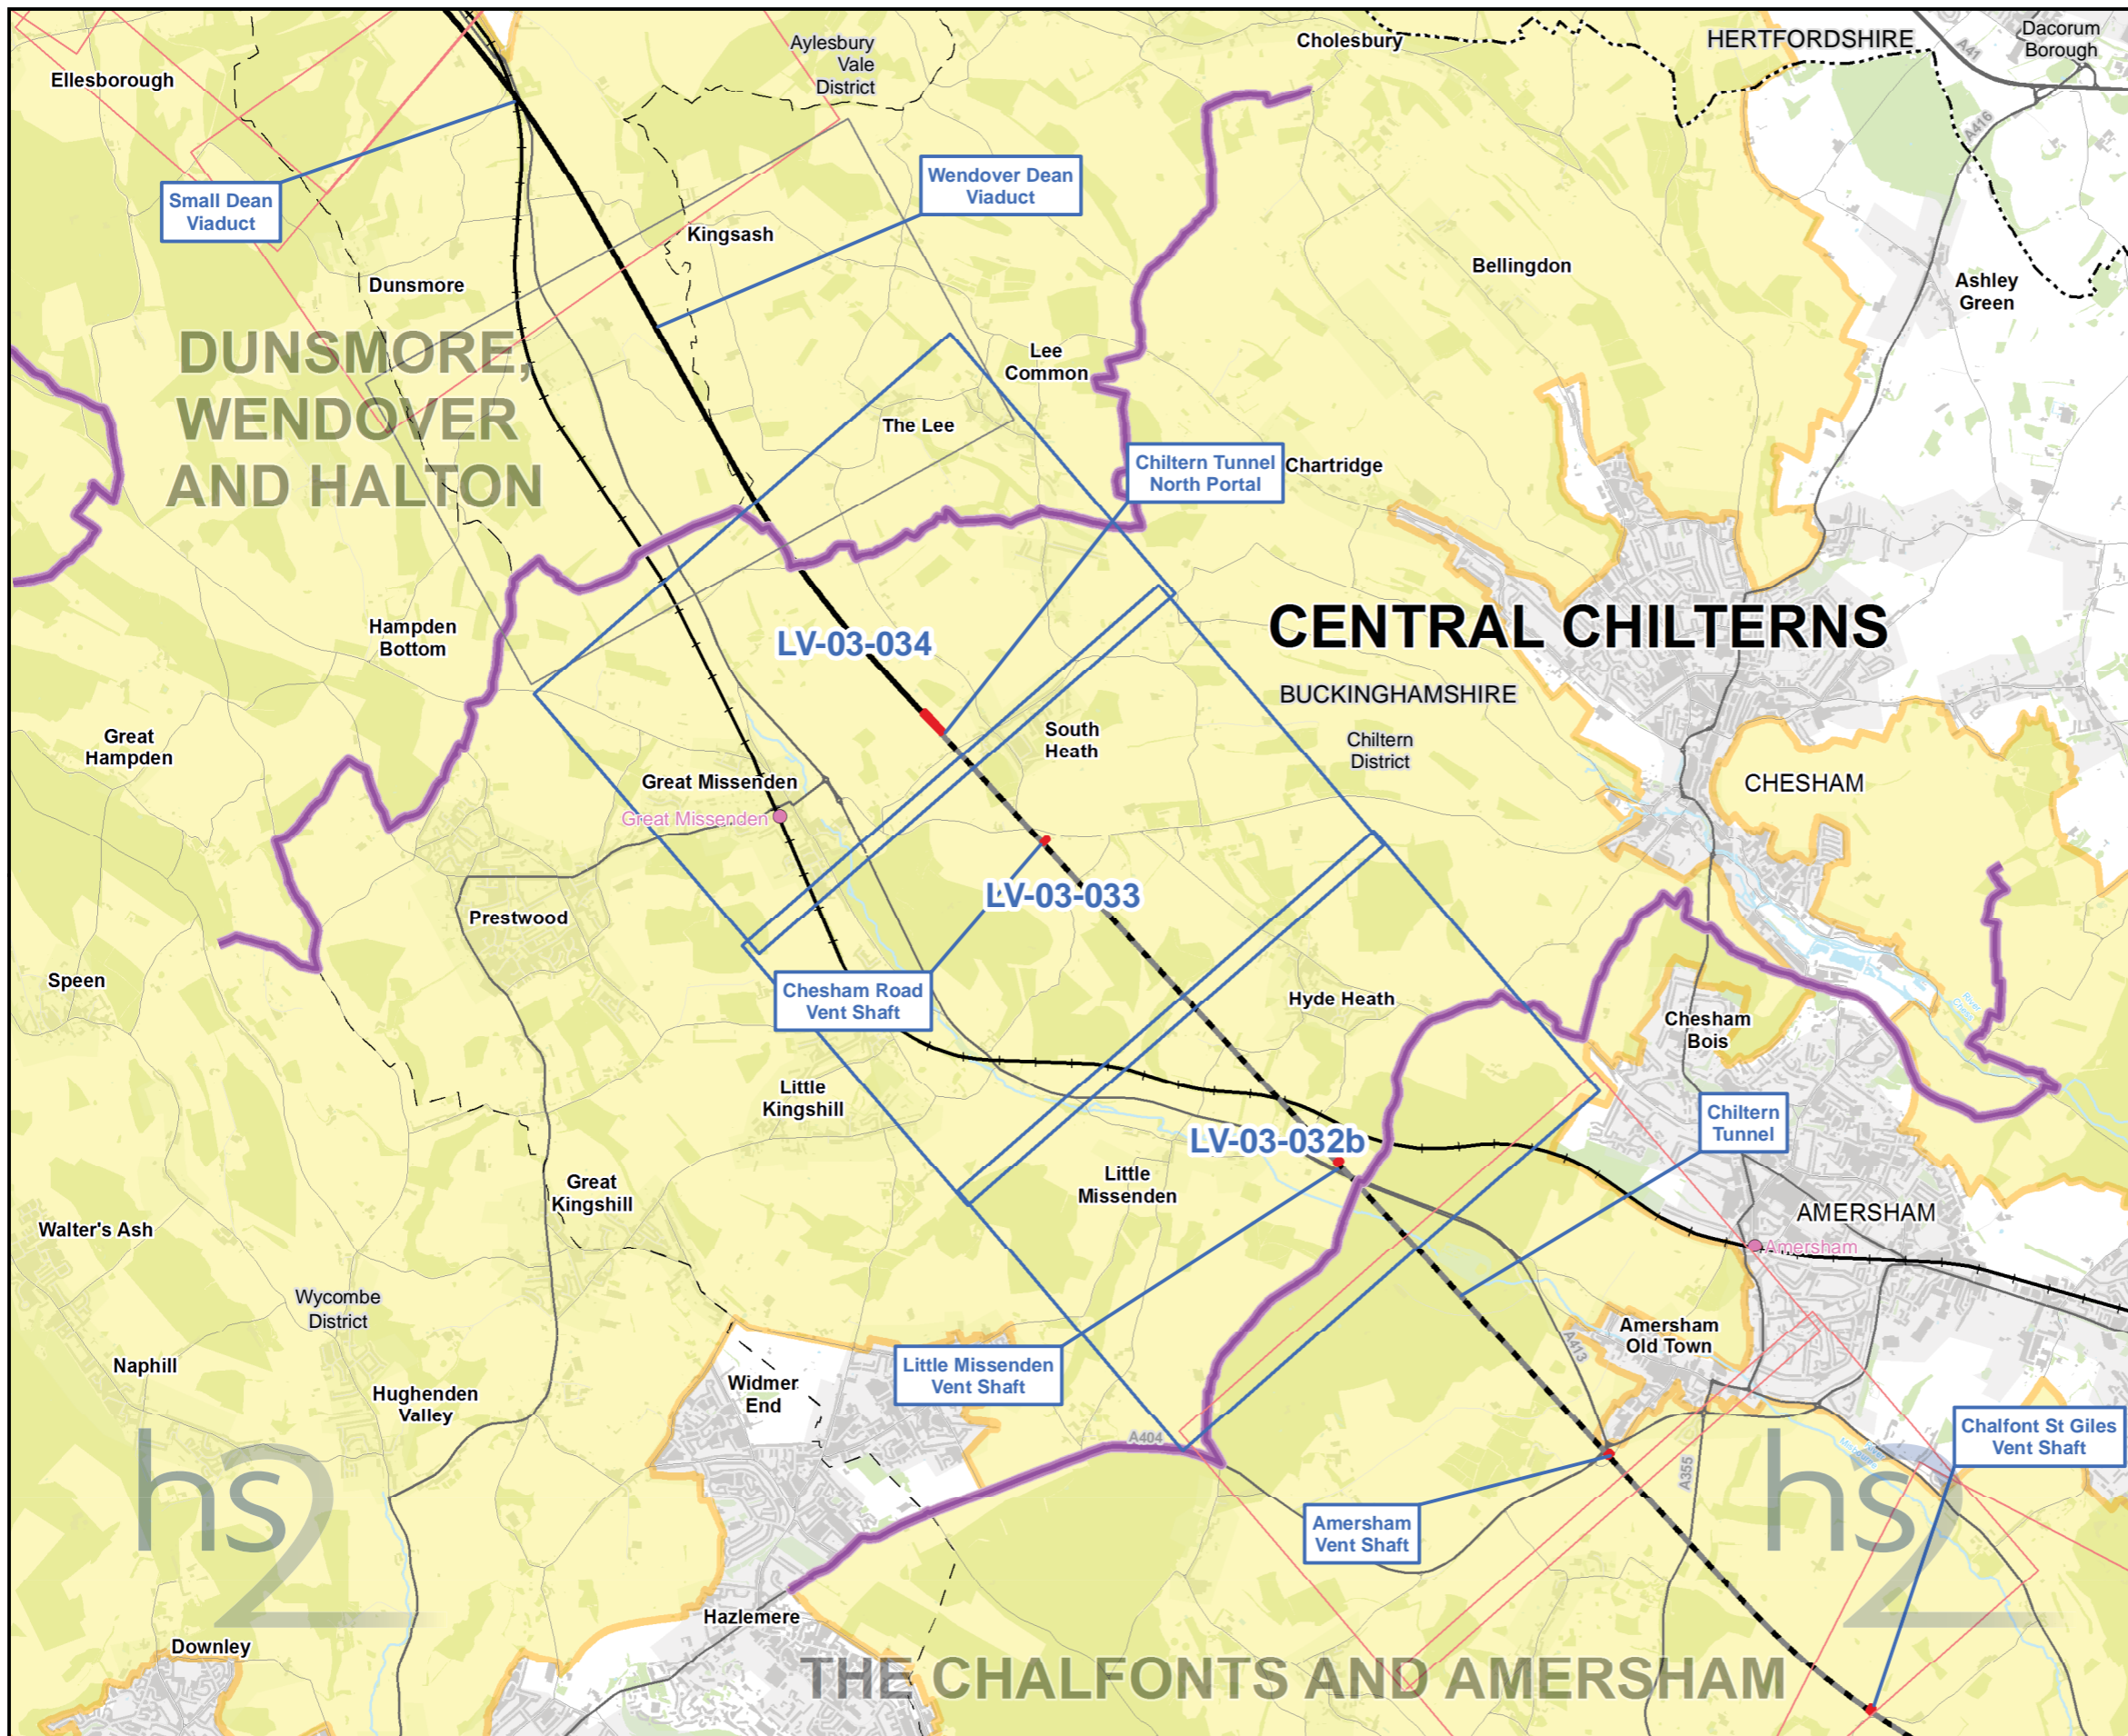 Ellesborough
Aylesbury
Vale
District
Cholesbury
HERTFORDSHIRE
A41
Dacorum
Borough
A416
Small Dean
Viaduct
Wendover Dean
Viaduct
Kingsash
Dunsmore
Bellingdon
Ashley
Green
DUNSMORE,
WENDOVER
AND HALTON
Lee
Common
The Lee
Chiltern Tunnel
North Portal
Chartridge
Hampden
Bottom
LV-03-034
CENTRAL CHILTERNS
BUCKINGHAMSHIRE
Chiltern
District
Great
Hampden
South
Heath
Great Missenden
Great Missenden
CHESHAM
LV-03-033
Prestwood
Speen
Chesham Road
Vent Shaft
Hyde Heath
River
Chess
Chesham
Bois
Little
Kingshill
Chiltern
Tunnel
LV-03-032b
Little
Missenden
Great
Kingshill
Walter's Ash
AMERSHAM
Amersham
Wycombe
District
Naphill
Hughenden
Valley
Widmer
End
Little Missenden
Vent Shaft
A413
Amersham
Old Town
A404
Chalfont St Giles
Vent Shaft
A355
Amersham
Vent Shaft
hs2
hs2
Hazlemere
Downley
THE CHALFONTS AND AMERSHAM